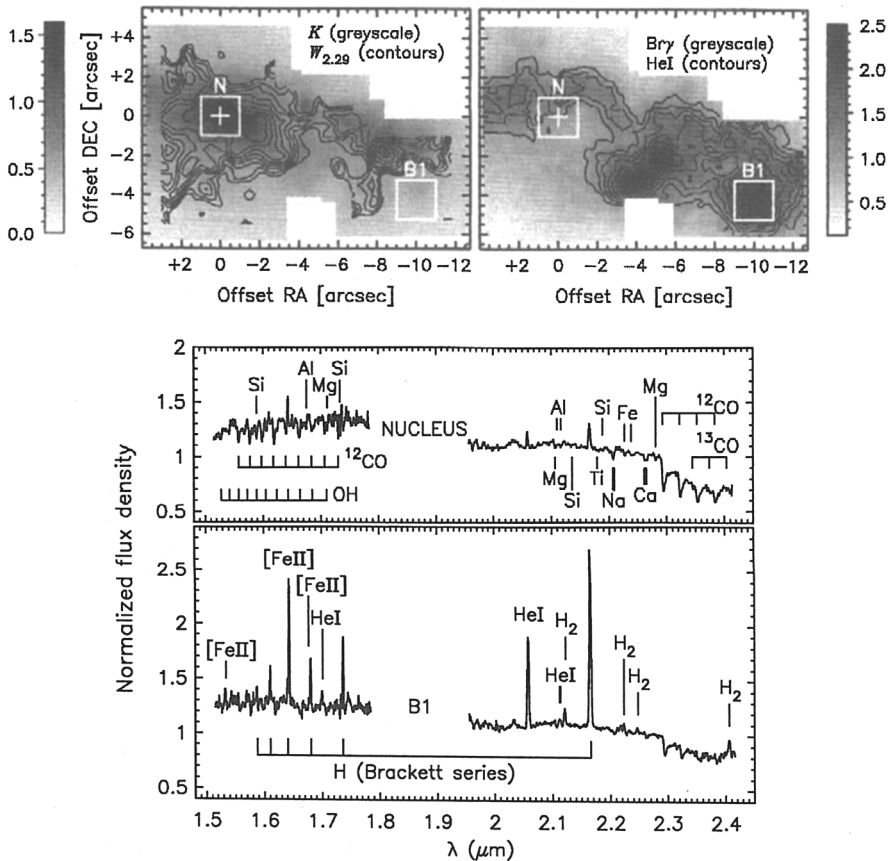 K (greyscale)
W2.29 (contours)
N
B1
1.5
1.0
0.5
0.0
Offset DEC [arcsec]
+4
+2
0
−2
−4
−6
+2 0 −2 −4 −6 −8 −10 −12
Offset RA [arcsec]
Brγ (greyscale)
HeI (contours)
N
B1
+2 0 −2 −4 −6 −8 −10 −12
Offset RA [arcsec]
2.5
2.0
1.5
1.0
0.5
Normalized flux density
2
1.5
1
0.5
Si Al Mg Si
NUCLEUS
12CO
OH
Al Si Fe Mg 12CO
13CO
Mg Si Ti Na Ca
2.5
2
1.5
1
0.5
[FeII]
[FeII]
[FeII]
HeI
B1
HeI
H2
HeI
H2
H2
H2
H (Brackett series)
1.5 1.6 1.7 1.8 1.9 2 2.1 2.2 2.3 2.4
λ (μm)